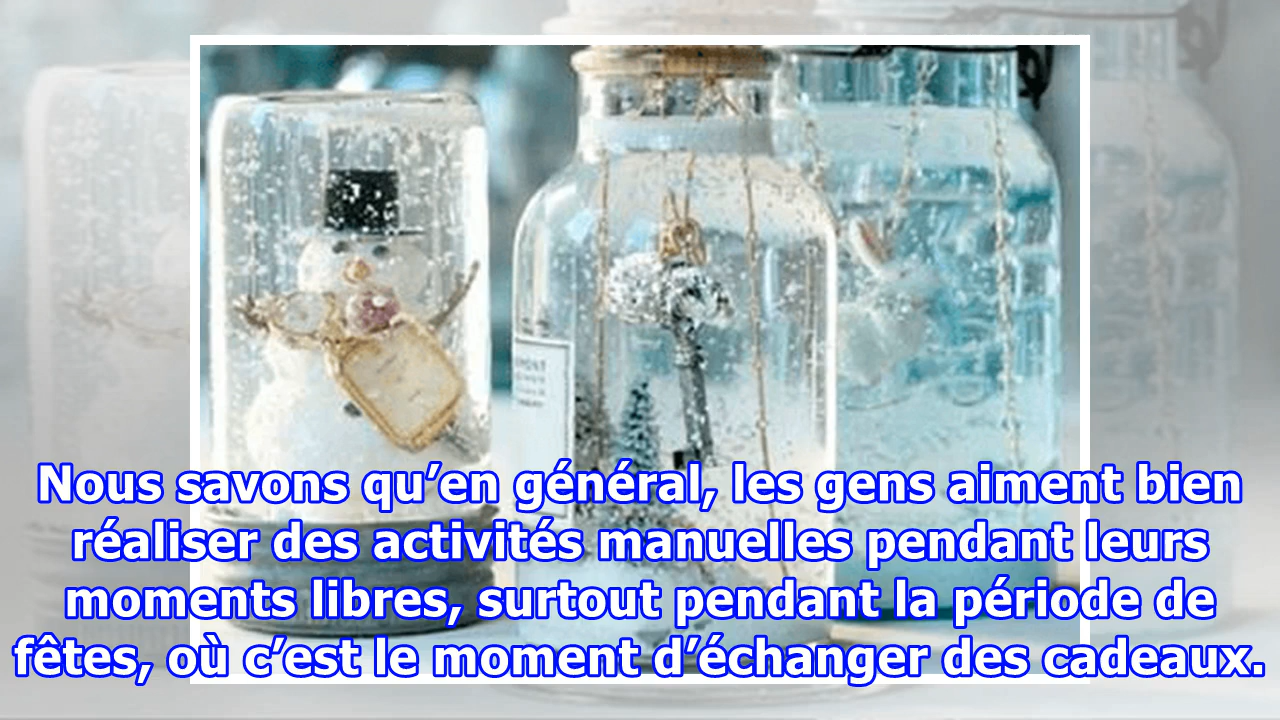 Nous savons qu’en général, les gens aiment bien
réaliser des activités manuelles pendant leurs
moments libres, surtout pendant la période de
fêtes, où c’est le moment d’échanger des cadeaux.